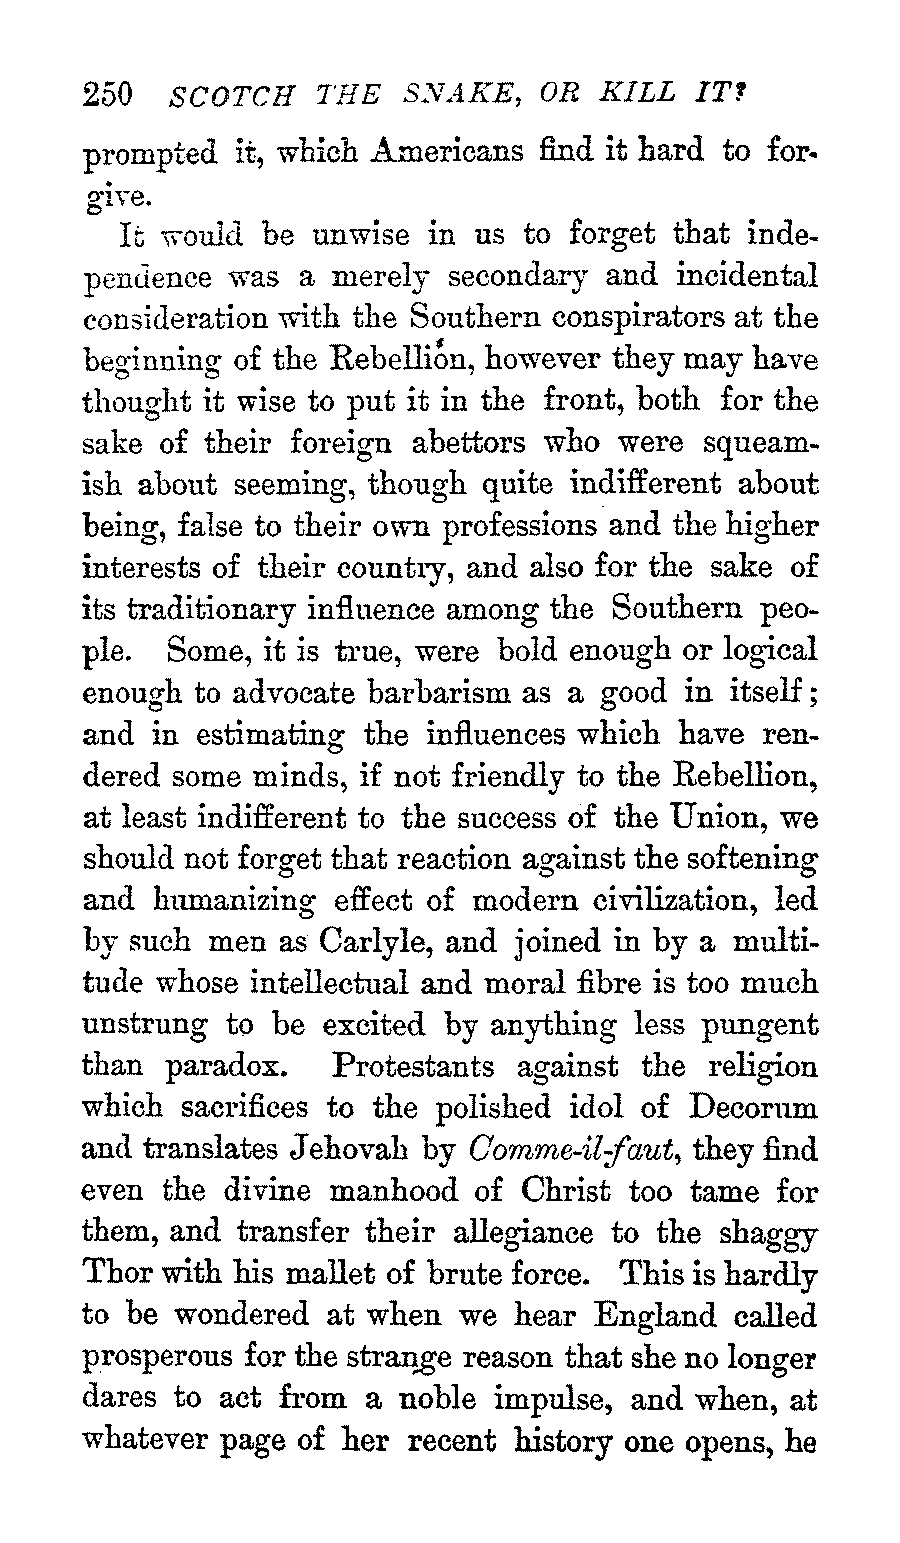 250 SCOTCH THE SNAKE, OR KILL IT?
prompted it, which Americans find it hard to for-
give.
It would be unwise in us to forget that inde-
pendence was a merely secondary and incidental
consideration with the Southern conspirators at the
beginning of the Rebellion, however they may have
thought it wise to put it in the front, both for the
sake of their foreign abettors who were squeam-
ish about seeming, though quite indifferent about
being, false to their own professions and the higher
interests of their country, and also for the sake of
its traditionary influence among the Southern peo-
ple. Some, it is true, were bold enough or logical
enough to advocate barbarism as a good in itself;
and in estimating the influences which have ren-
dered some minds, if not friendly to the Rebellion,
at least indifferent to the success of the Union, we
should not forget that reaction against the softening
and humanizing effect of modern civilization, led
by such men as Carlyle, and joined in by a multi-
tude whose intellectual and moral fibre is too much
unstrung to be excited by anything less pungent
than paradox. Protestants against the religion
which sacrifices to the polished idol of Decorum
and translates Jehovah by Comme-il-faut, they find
even the divine manhood of Christ too tame for
them, and transfer their allegiance to the shaggy
Thor with his mallet of brute force. This is hardly
to be wondered at when we hear England called
prosperous for the strange reason that she no longer
dares to act from a noble impulse, and when, at
whatever page of her recent history one opens, he